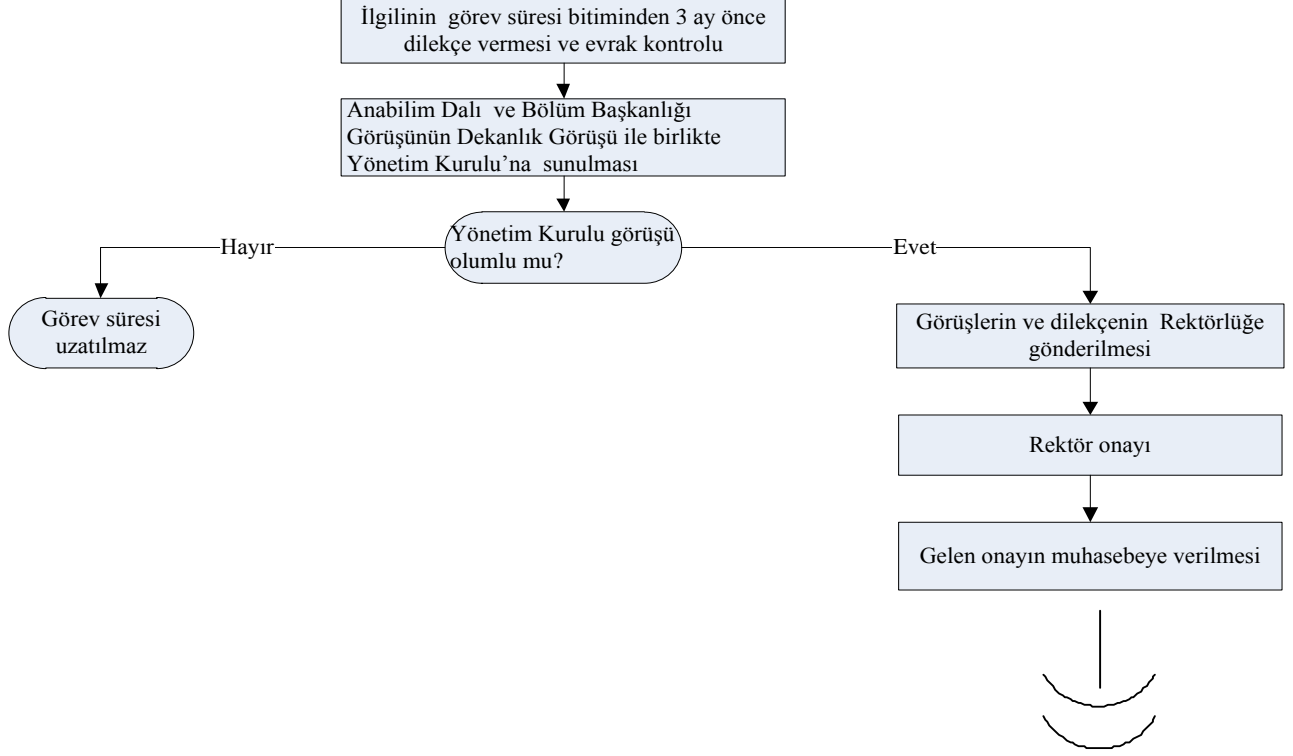 İlgilinin görev süresi bitiminden 3 ay önce
dilekçe vermesi ve evrak kontrolu
Anabilim Dalı ve Bölüm Başkanlığı
Görüşünün Dekanlık Görüşü ile birlikte
Yönetim Kurulu’na sunulması
Yönetim Kurulu görüşü
olumlu mu?
Hayır
Evet
Görev süresi
uzatılmaz
Görüşlerin ve dilekçenin Rektörlüğe
gönderilmesi
Rektör onayı
Gelen onayın muhasebeye verilmesi